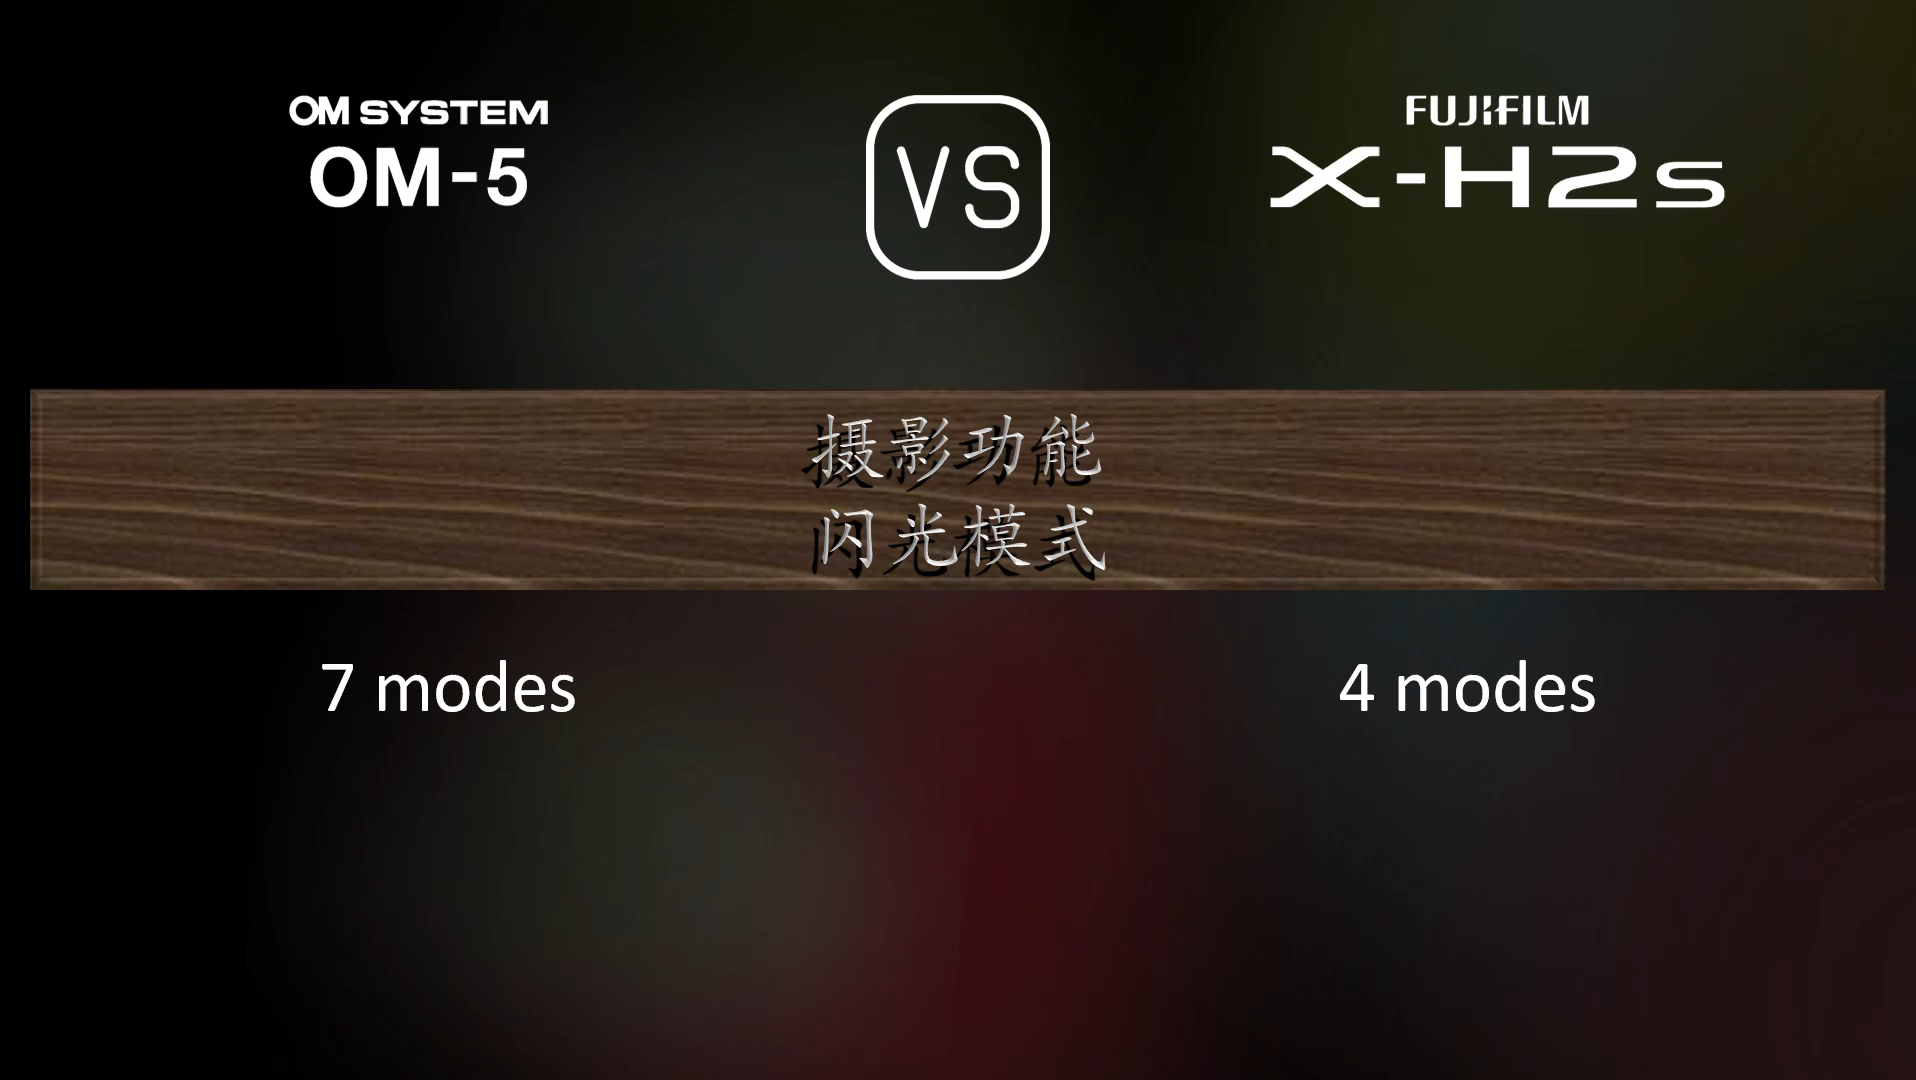 OM SYSTEM
OM-5
VS
FUJIFILM
X-H2s
摄影功能
闪光模式
7 modes
4 modes